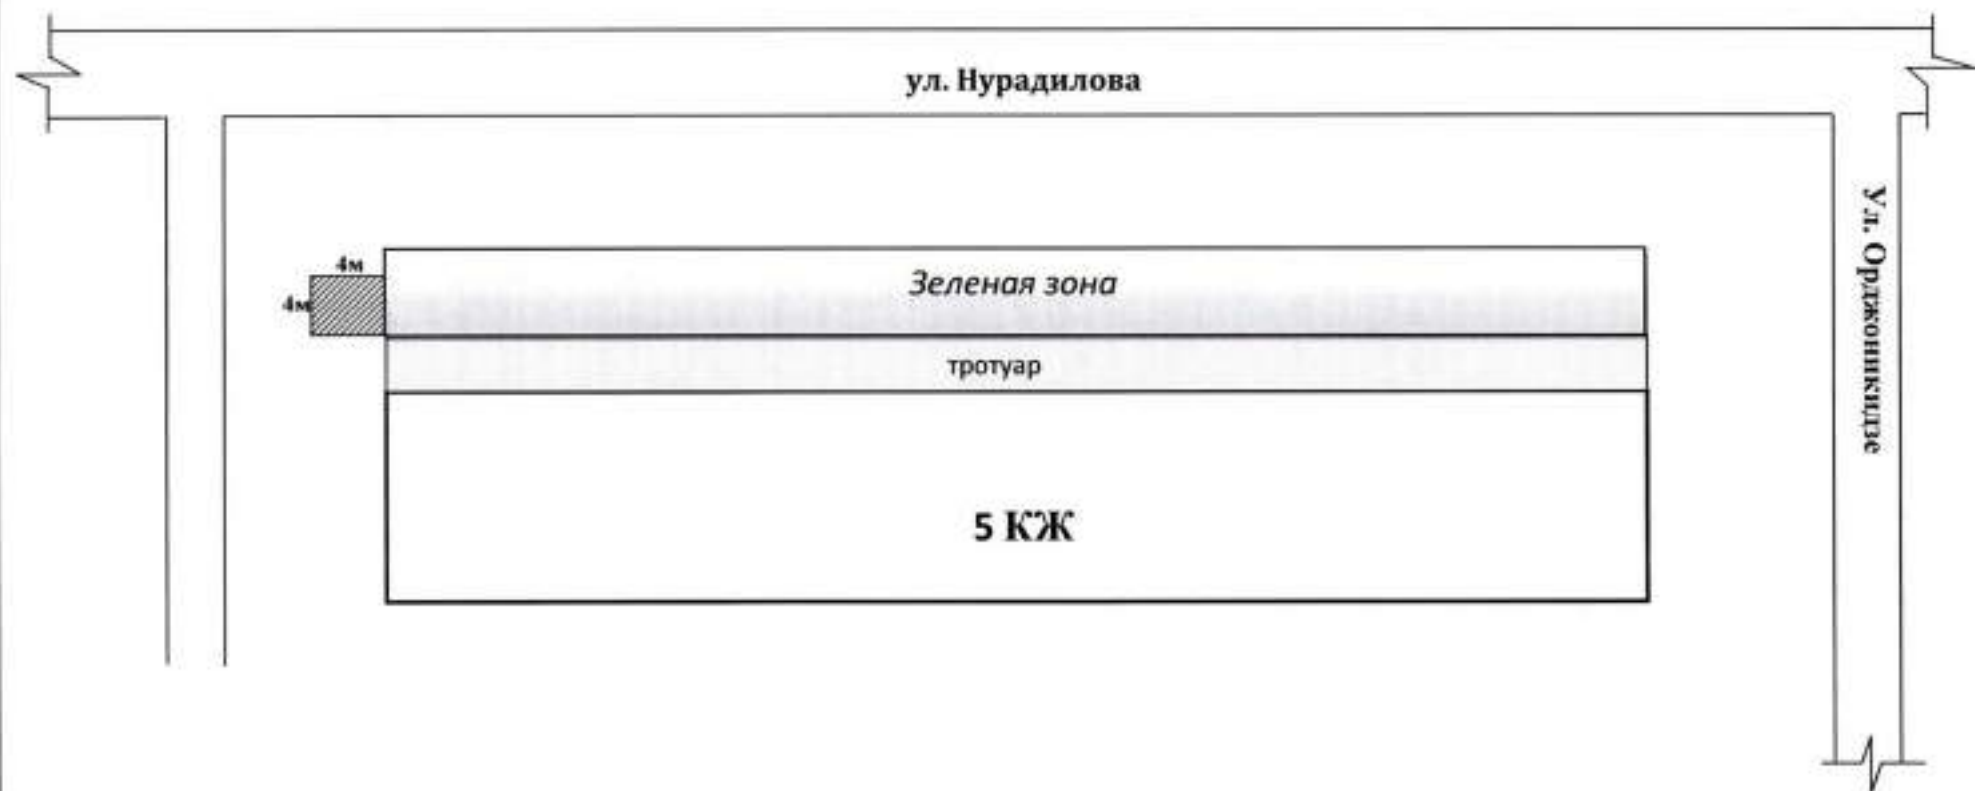 ул. Нурадилова
Ул. Орджоникидзе
4м
4м
Зеленая зона
тротуар
5 КЖ